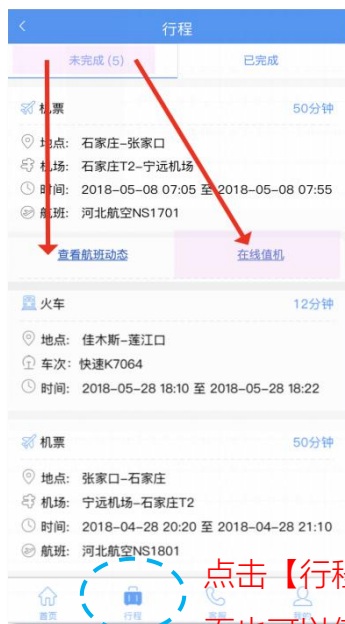 行程
未完成 (5) 已完成
机票 50分钟
地点: 石家庄-张家口
机场: 石家庄T2-宁远机场
时间: 2018-05-08 07:05 至 2018-05-08 07:55
航班: 河北航空NS1701
查看航班动态 在线值机
火车 12分钟
地点: 佳木斯-莲江口
车次: 快速K7064
时间: 2018-05-28 18:10 至 2018-05-28 18:22
机票 50分钟
地点: 张家口-石家庄
机场: 宁远机场-石家庄T2
时间: 2018-04-28 20:20 至 2018-04-28 21:10
航班: 河北航空NS1801
点击【行程
首页 行程 客服 我的